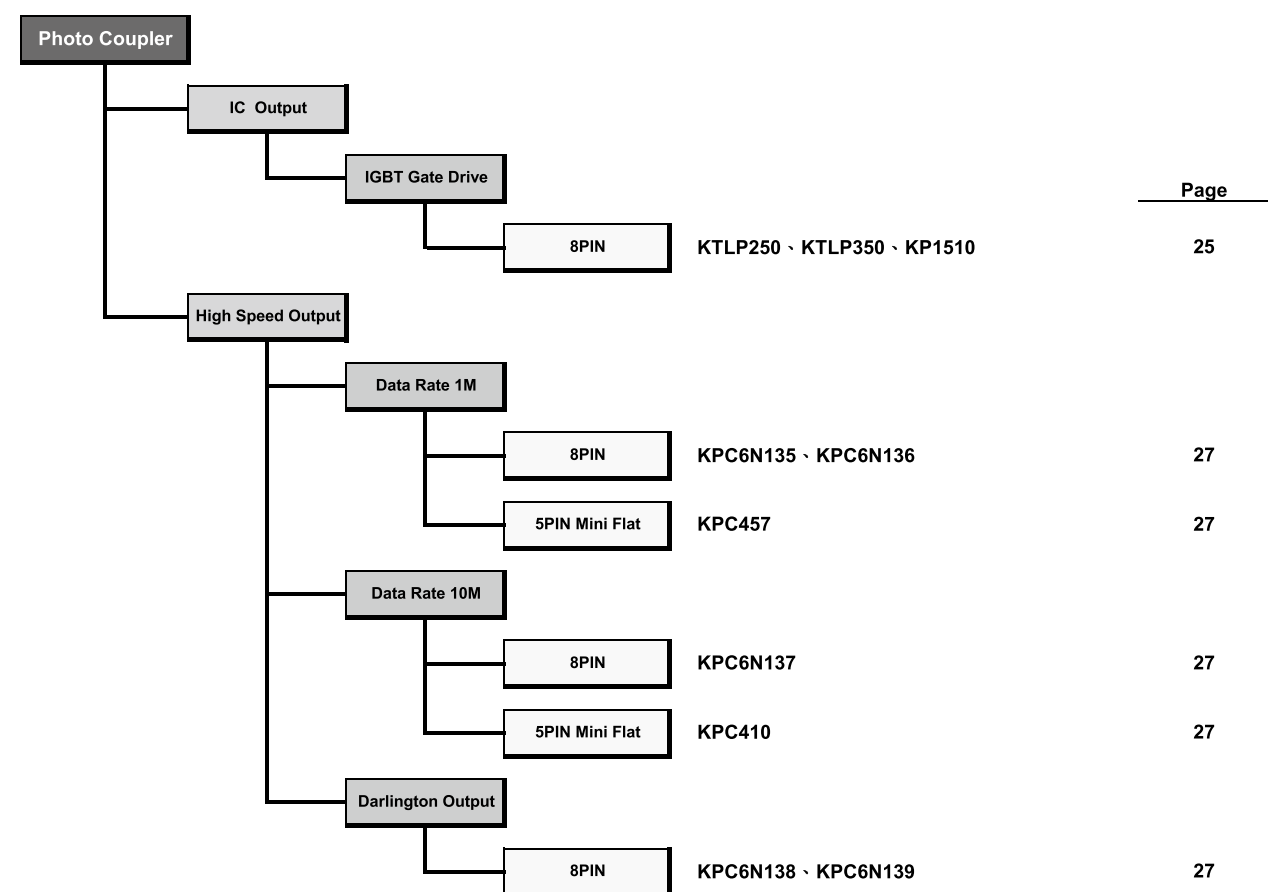 Photo Coupler
IC Output
IGBT Gate Drive
Page
8PIN KTLP250、KTLP350、KP1510 25
High Speed Output
Data Rate 1M
8PIN KPC6N135、KPC6N136 27
5PIN Mini Flat KPC457 27
Data Rate 10M
8PIN KPC6N137 27
5PIN Mini Flat KPC410 27
Darlington Output
8PIN KPC6N138、KPC6N139 27